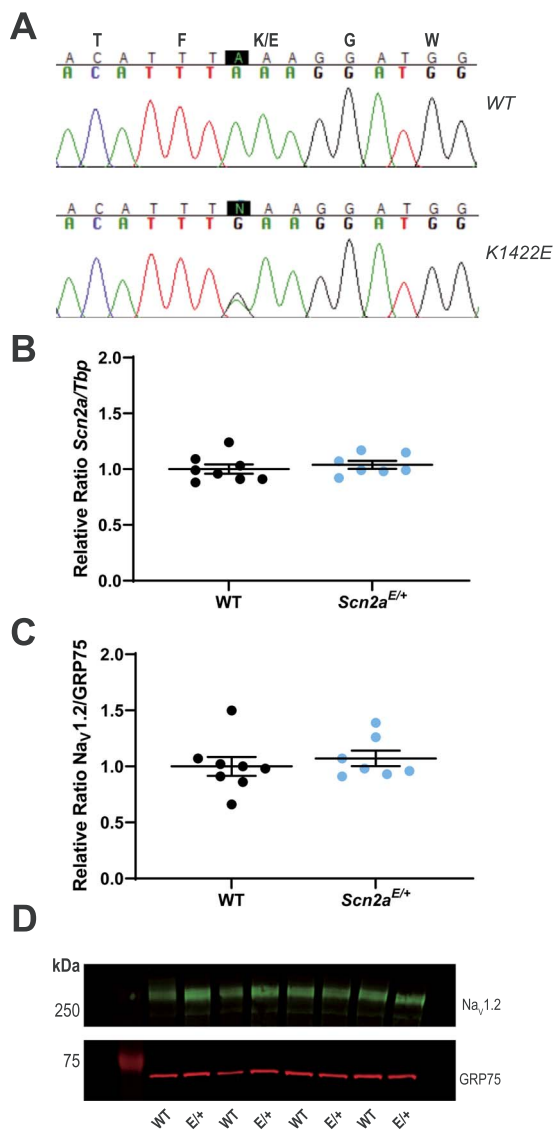 A
T F K/E G W
A C A T T T A A A G G A T G G
A C A T T T A A A G G A T G G
WT
A C A T T T N A A G G A T G G
A C A T T T G A A G G A T G G
K1422E
B
Relative Ratio Scn2a/Tbp
2.0
1.5
1.0
0.5
0.0
WT Scn2aE/+
C
Relative Ratio NaV1.2/GRP75
2.0
1.5
1.0
0.5
0.0
WT Scn2aE/+
D
kDa
250
NaV1.2
75
GRP75
WT E/+ WT E/+ WT E/+ WT E/+